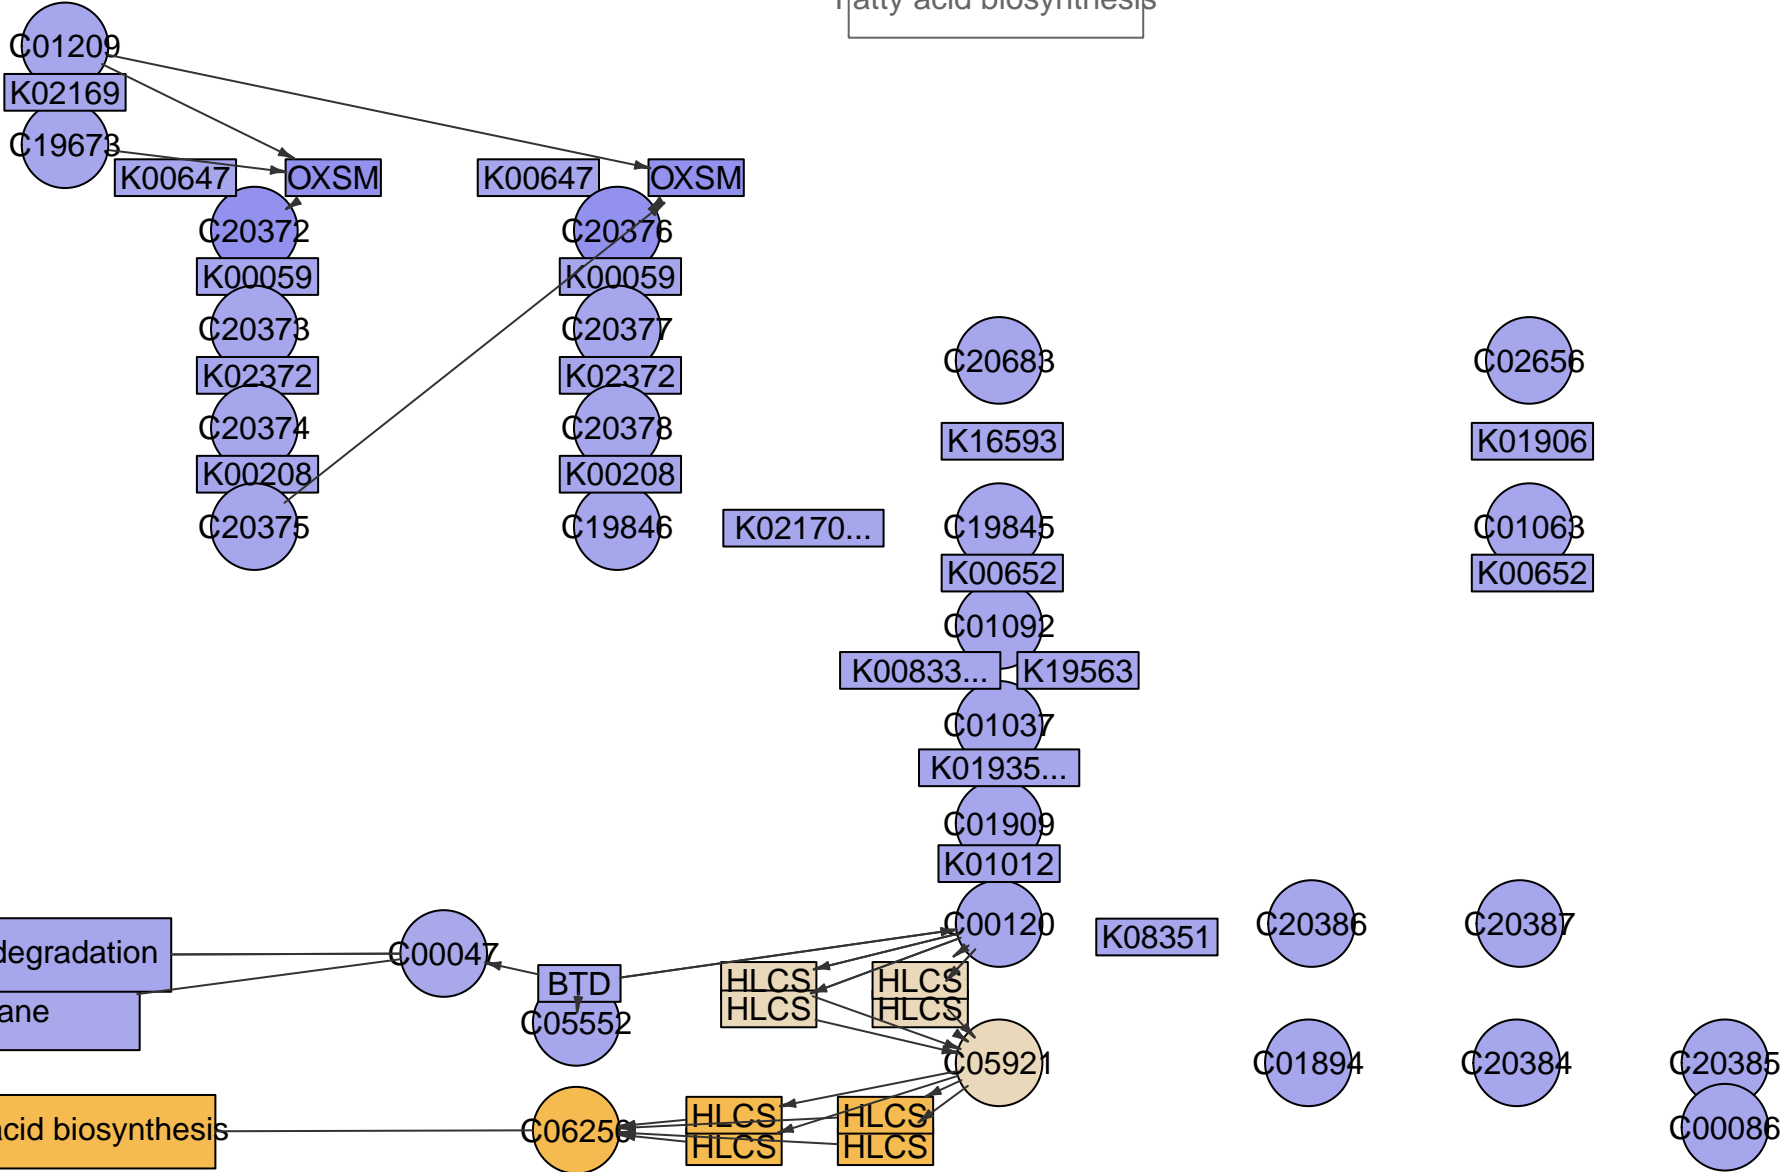 Fatty acid biosynthesis
C01209
K02169
C19673
K00647
OXSM
K00647
OXSM
C20372
C20376
K00059
K00059
C20373
C20377
C20683
C02656
K02372
K02372
C20374
C20378
K16593
K01906
K00208
K00208
C20375
C19846
K02170...
C19845
C01063
K00652
K00652
C01092
K00833...
K19563
C01037
K01935...
C01909
K01012
C00120
K08351
C20386
C20387
degradation
C00047
BTD
HLCS
HLCS
ane
HLCS
HLCS
C05552
C05921
C01894
C20384
C20385
acid biosynthesis
C06250
HLCS
HLCS
HLCS
HLCS
C00086